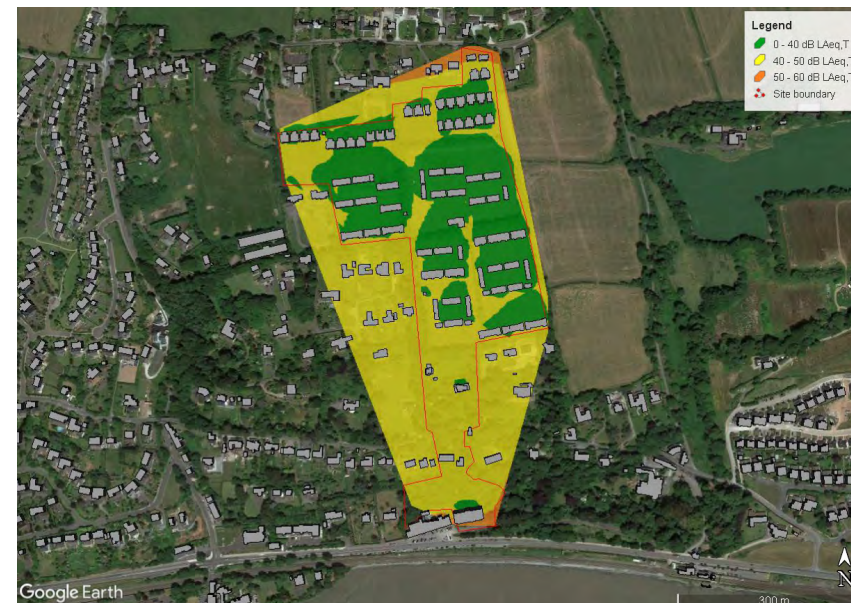 Legend
0 - 40 dB LAeq,T
40 - 50 dB LAeq,T
50 - 60 dB LAeq,T
Site boundary
N
300 m
Google Earth